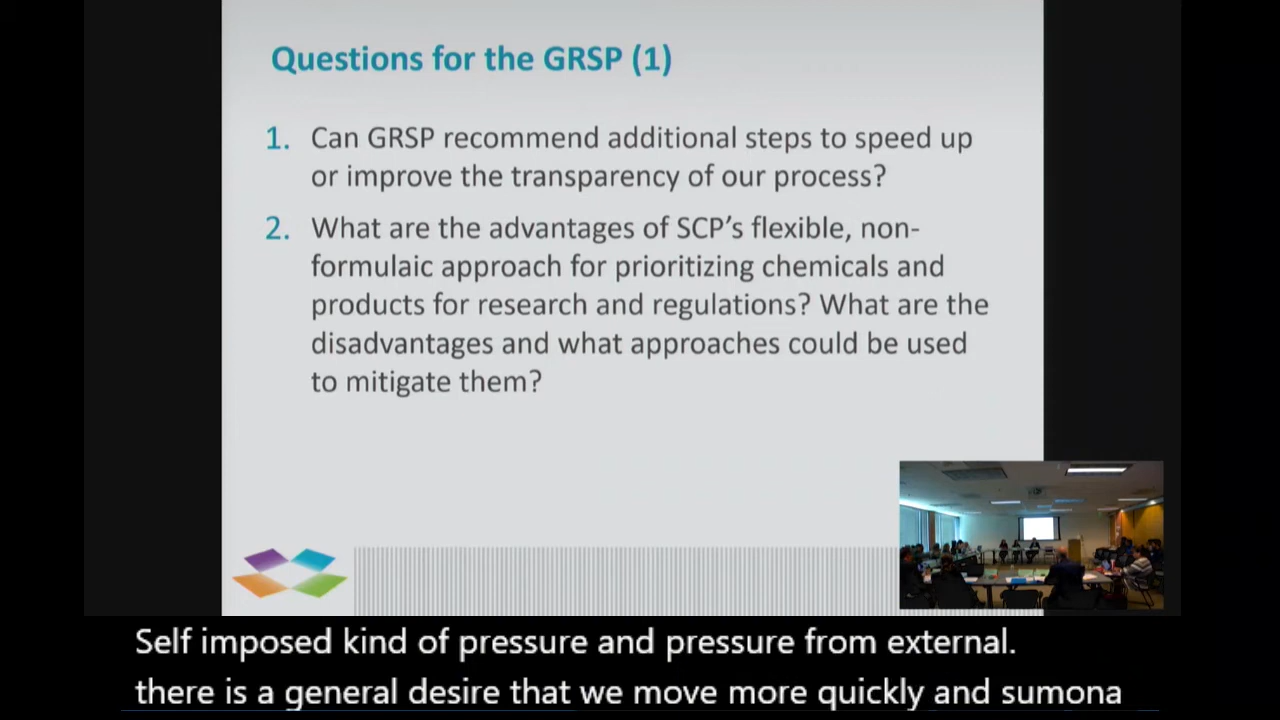 Questions for the GRSP (1)
1. Can GRSP recommend additional steps to speed up
or improve the transparency of our process?
2. What are the advantages of SCP's flexible, non-
formulaic approach for prioritizing chemicals and
products for research and regulations? What are the
disadvantages and what approaches could be used
to mitigate them?
Self imposed kind of pressure and pressure from external.
there is a general desire that we move more quickly and sumona